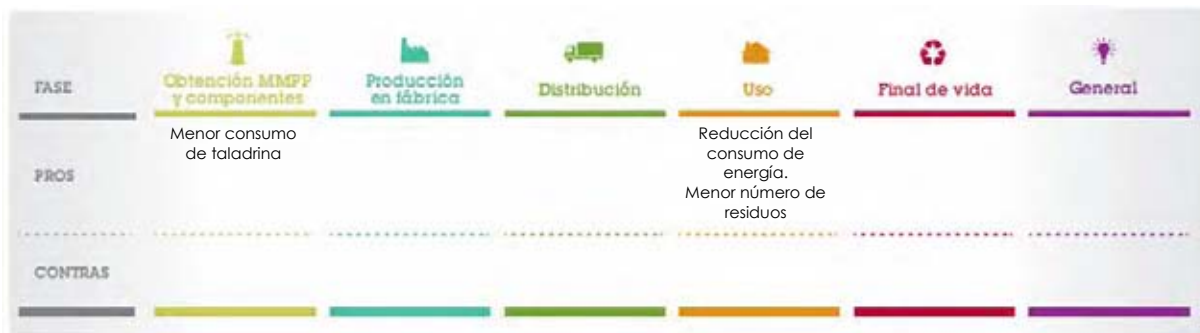 FASE
Obtención MMPP
y componentes
Producción
en fábrica
Distribución
Uso
Final de vida
General
PROS
Menor consumo
de taladrina
Reducción del
consumo de
energía.
Menor número de
residuos
CONTRAS